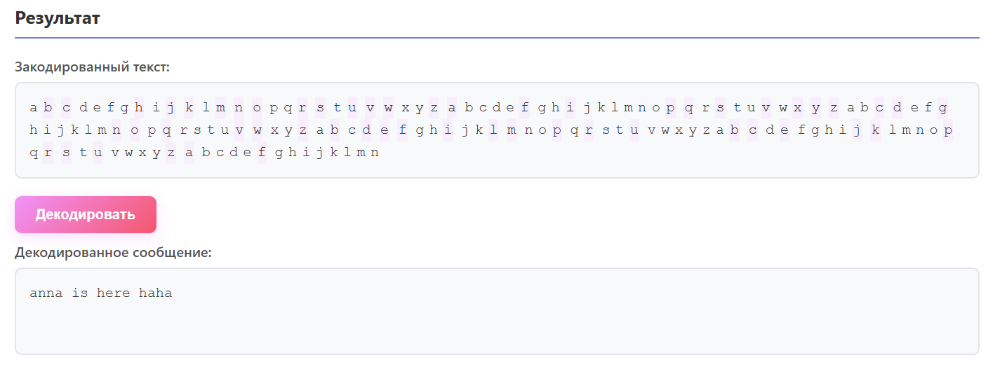 Результат
Закодированный текст:
a b c d e f g h i j k l m n o p q r s t u v w x y z a b c d e f g h i j k l m n o p q r s t u v w x y z a b c d e f g
h i j k l m n o p q r s t u v w x y z a b c d e f g h i j k l m n o p q r s t u v w x y z a b c d e f g h i j k l m n o p
q r s t u v w x y z a b c d e f g h i j k l m n
Декодировать
Декодированное сообщение:
anna is here haha